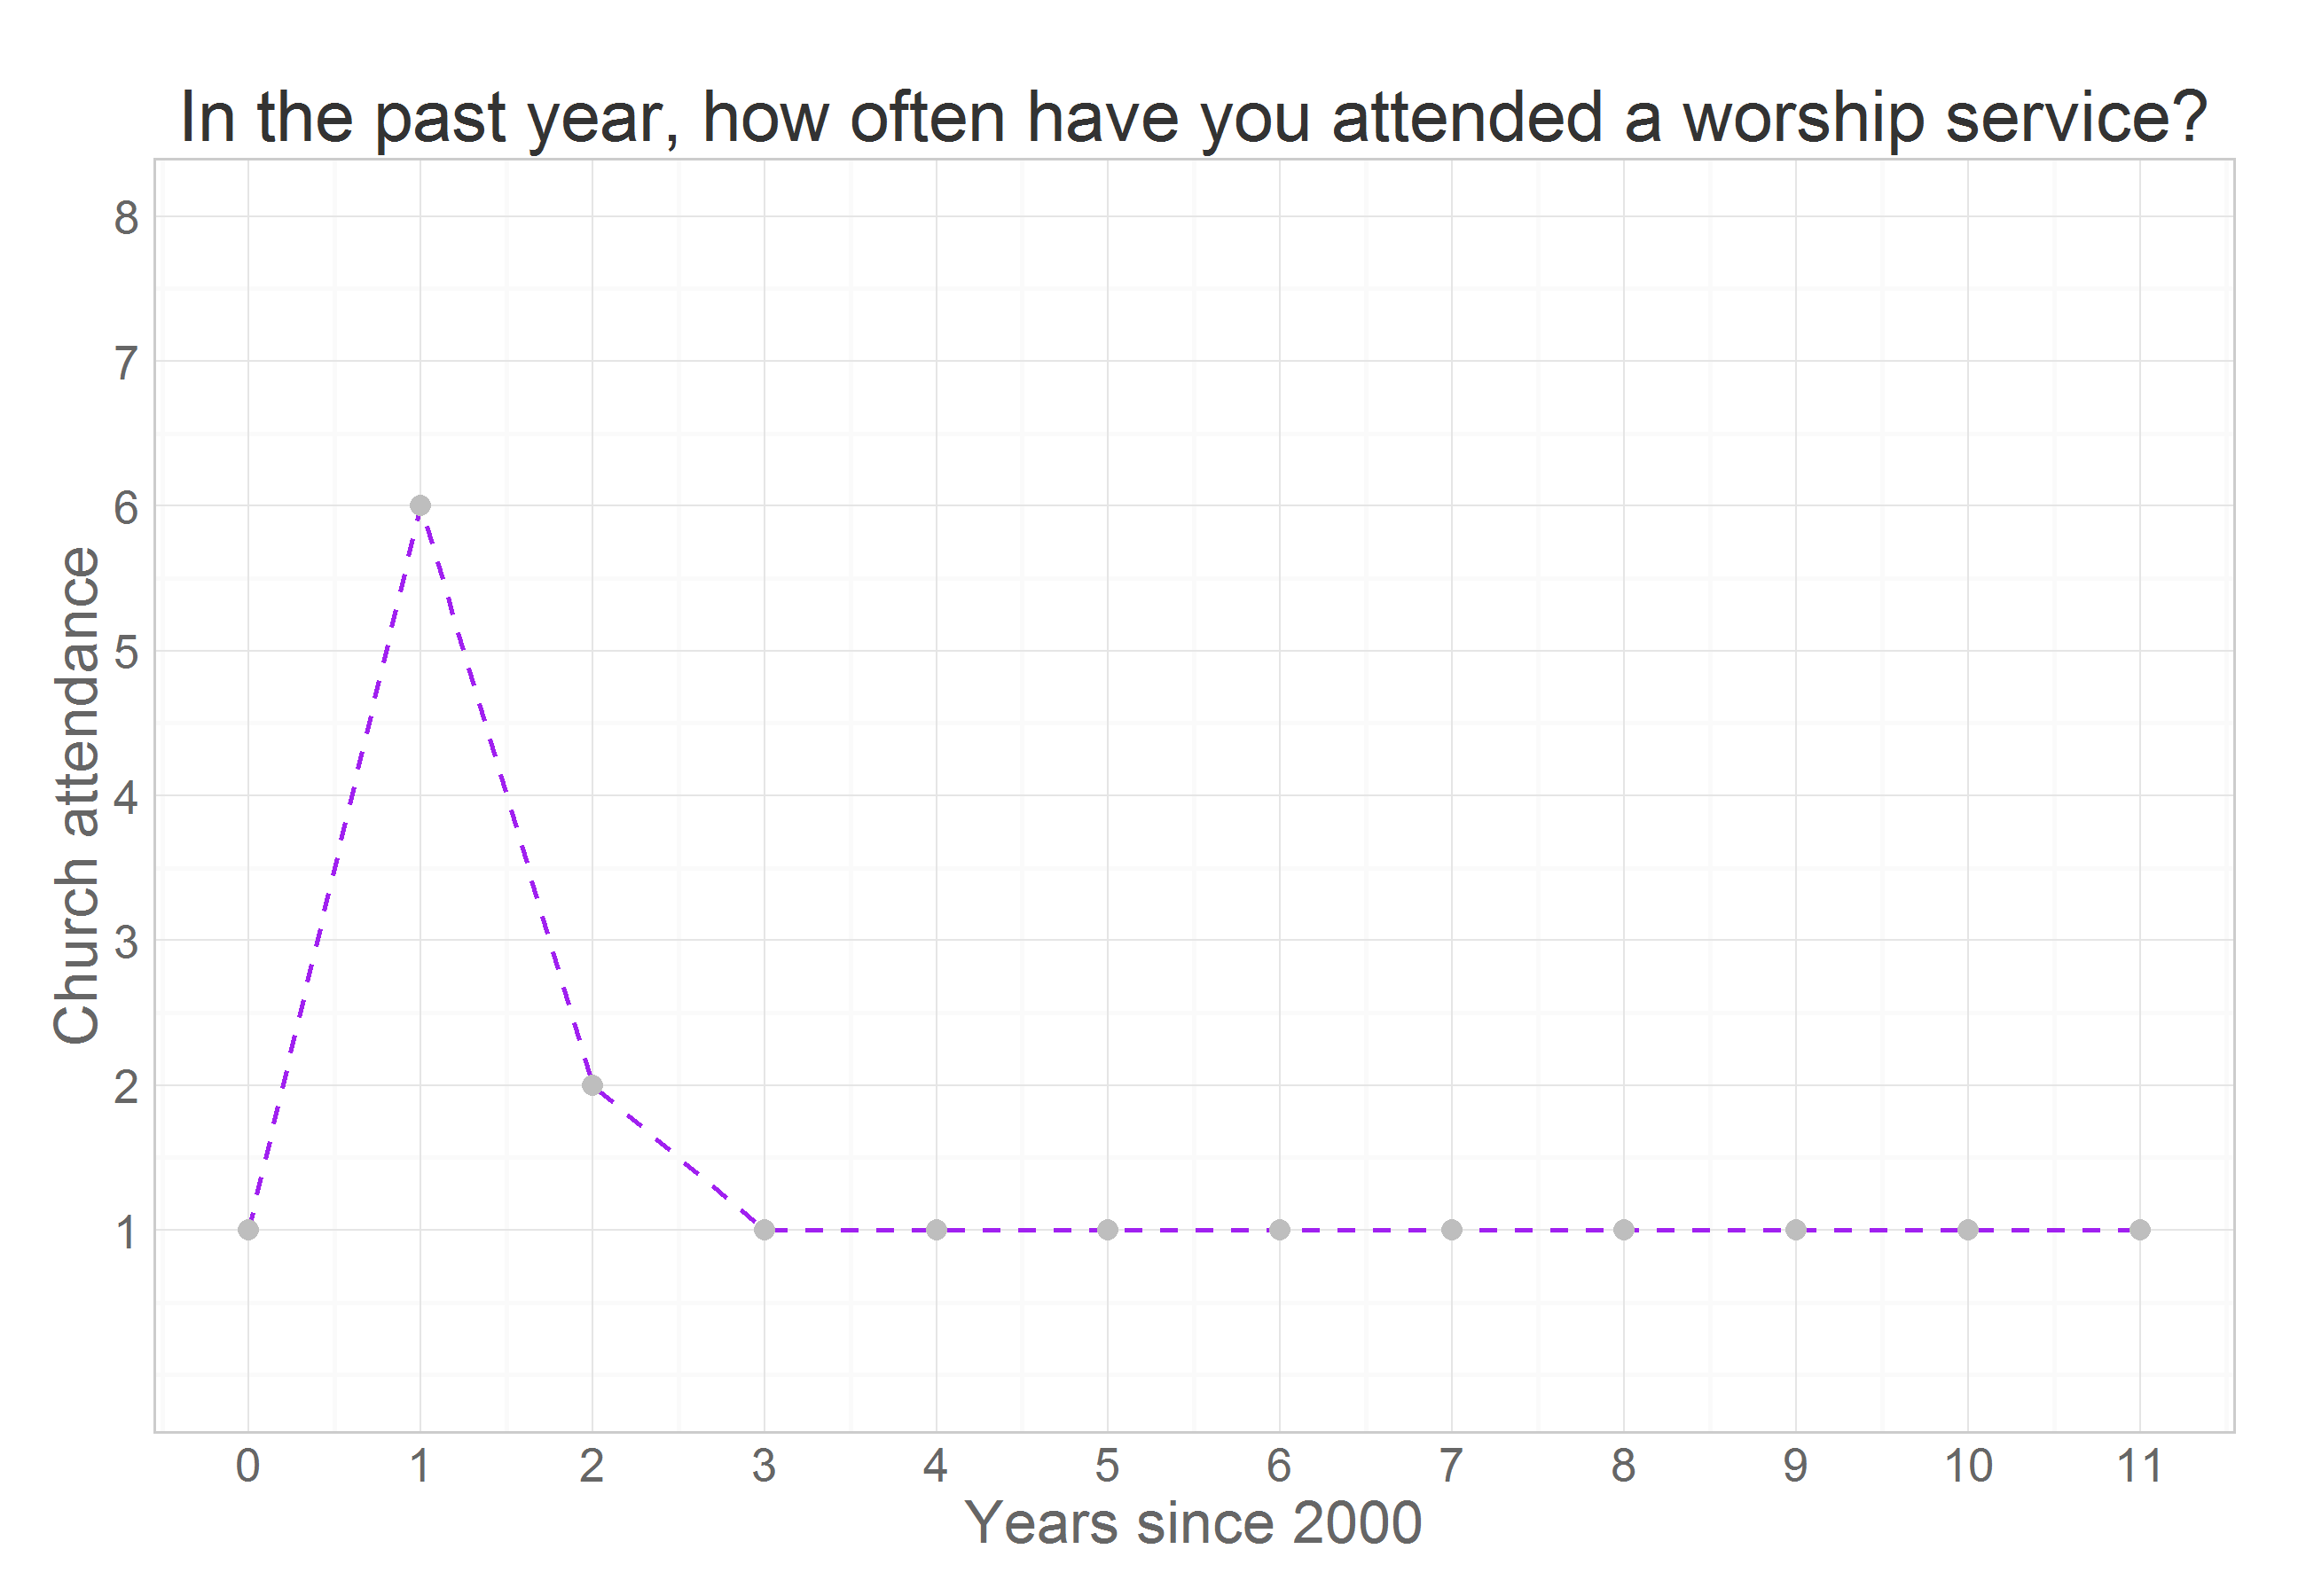 In the past year, how often have you attended a worship service?
8
7
6
5
4
3
2
1
Church attendance
0 1 2 3 4 5 6 7 8 9 10 11
Years since 2000